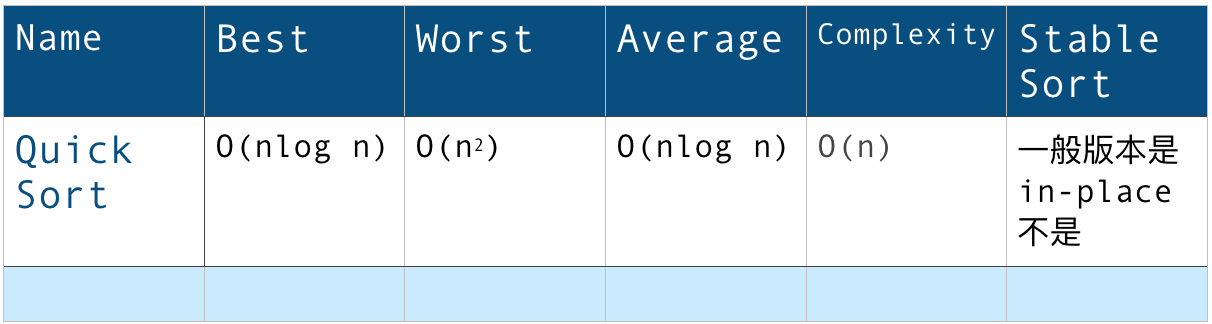 Name Best Worst Average Complexity Stable
Sort
Quick O(nlog n) O(n²) O(nlog n) O(n) 一般版本是
Sort in-place
不是